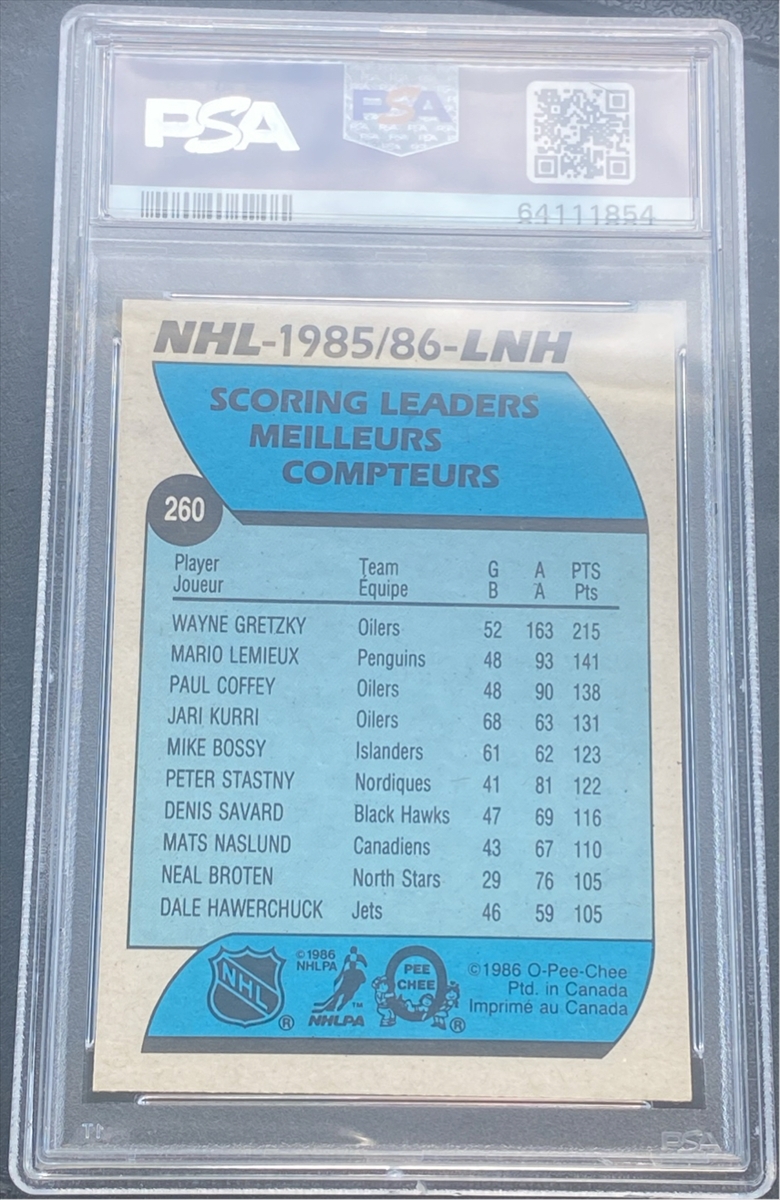 PSA PSA
64111854
NHL-1985/86-LNH
SCORING LEADERS
MEILLEURS
COMPTEURS
260
Player Team G A PTS
Joueur Équipe B A Pts
WAYNE GRETZKY Oilers 52 163 215
MARIO LEMIEUX Penguins 48 93 141
PAUL COFFEY Oilers 48 90 138
JARI KURRI Oilers 68 63 131
MIKE BOSSY Islanders 61 62 123
PETER STASTNY Nordiques 41 81 122
DENIS SAVARD Black Hawks 47 69 116
MATS NASLUND Canadiens 43 67 110
NEAL BROTEN North Stars 29 76 105
DALE HAWERCHUCK Jets 46 59 105
NHL ®
©1986
NHLPA
™
NHLPA
O
PEE
CHEE
®
©1986 O-Pee-Chee
Ptd. in Canada
Imprimé au Canada
PSA